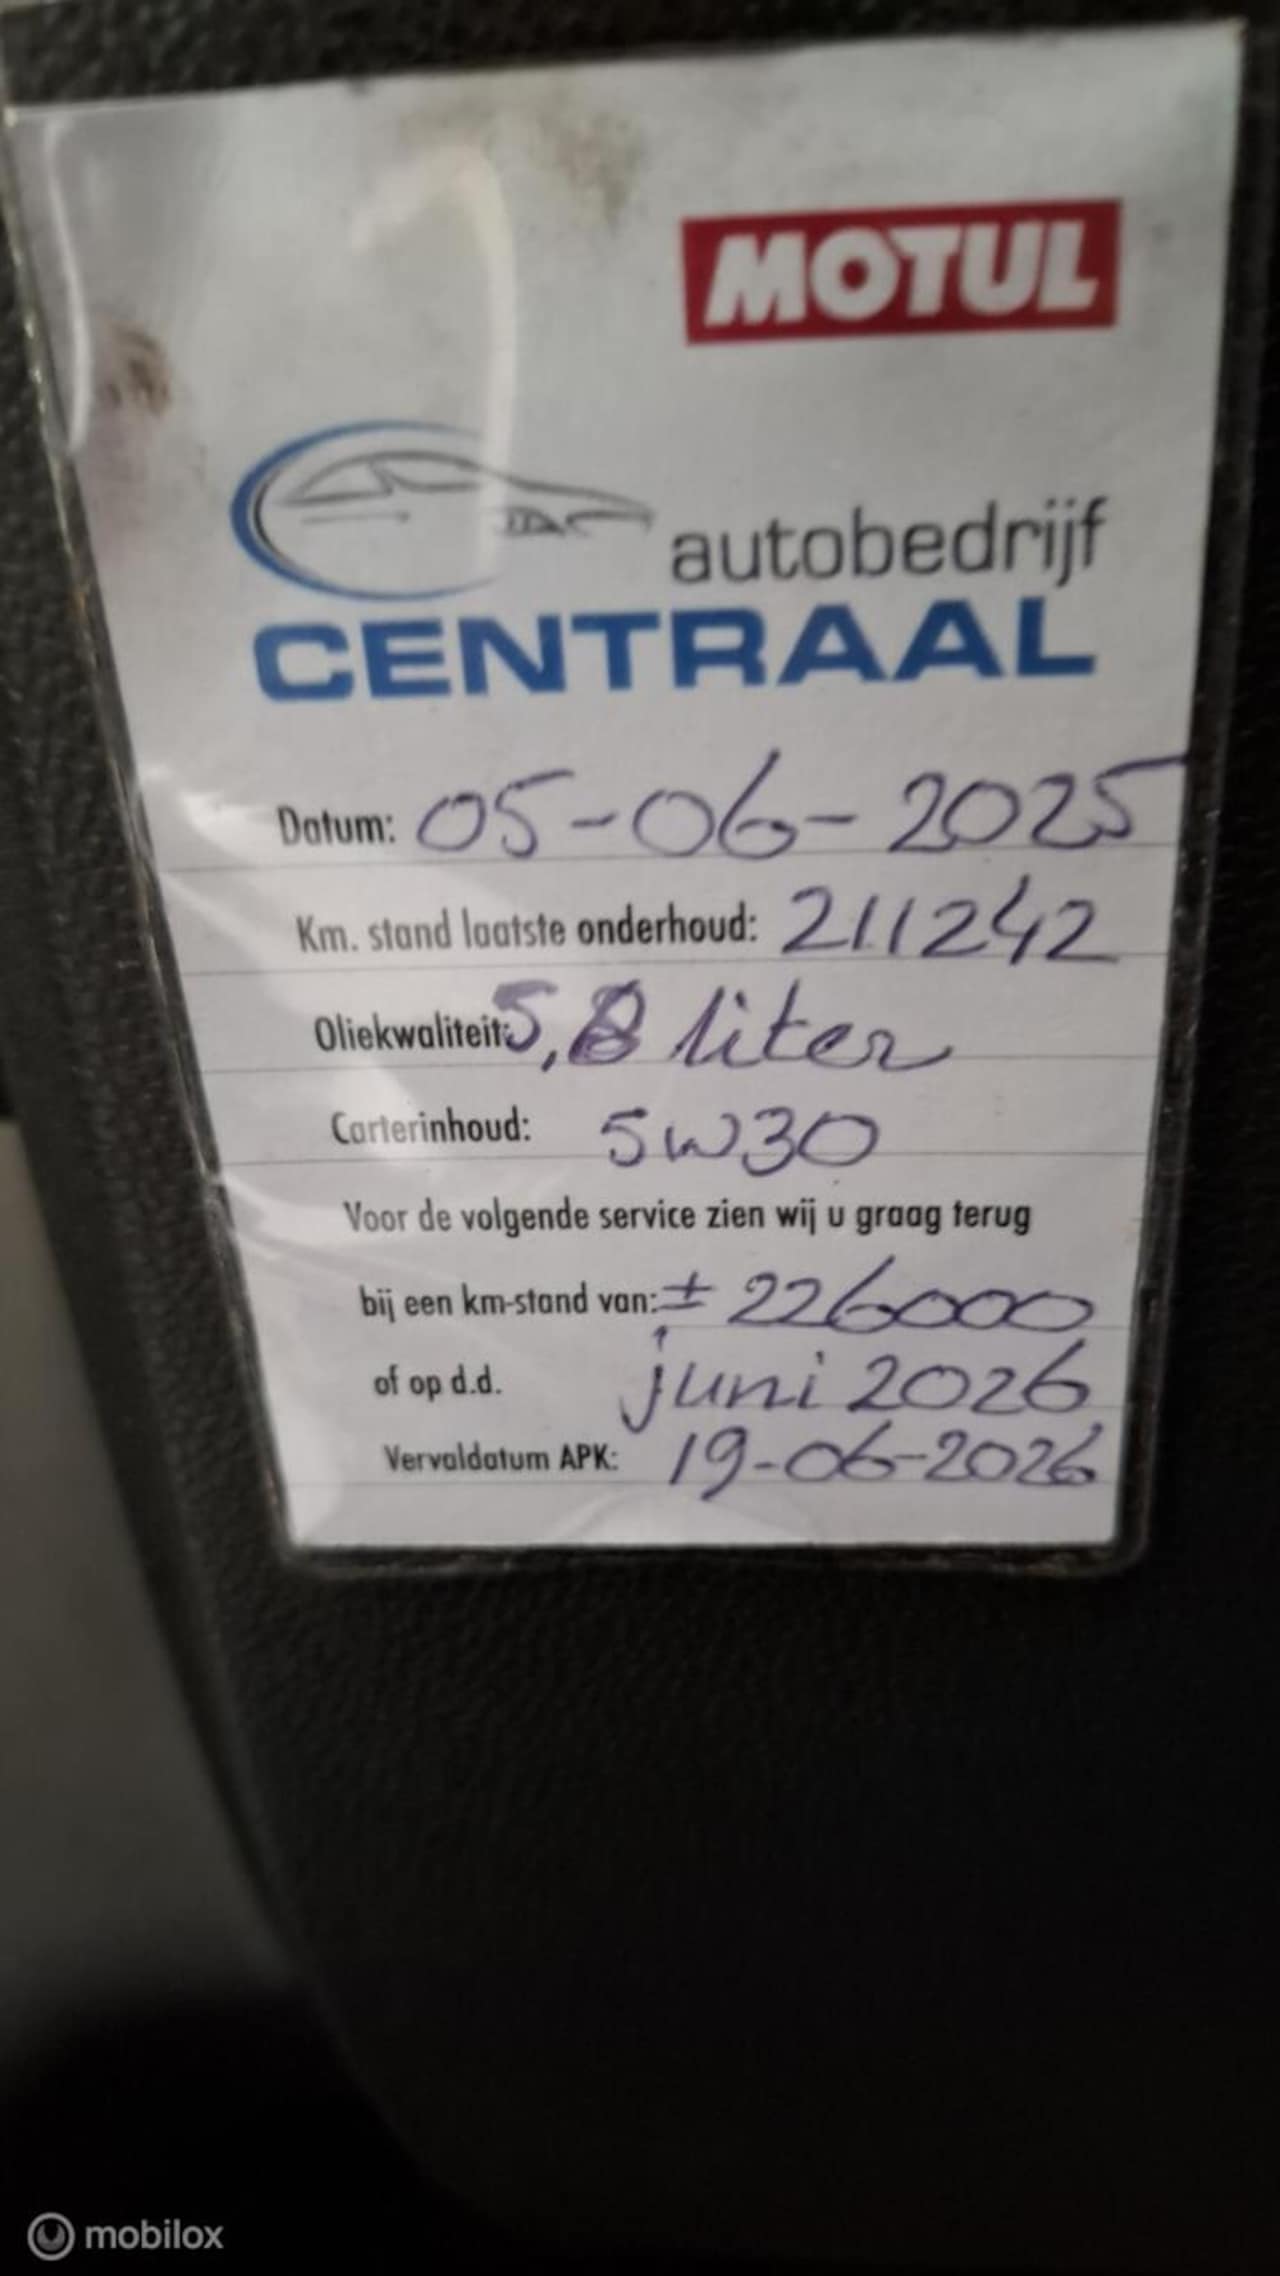 MOTUL
autobedrijf
CENTRAAL
Datum: 05-06-2025
Km. stand laatste onderhoud: 211242
Oliekwaliteit: 5,8 liter
Carterinhoud: 5W30
Voor de volgende service zien wij u graag terug
bij een km-stand van: ± 226000
of op d.d. juni 2026
Vervaldatum APK: 19-06-2026
mobilox